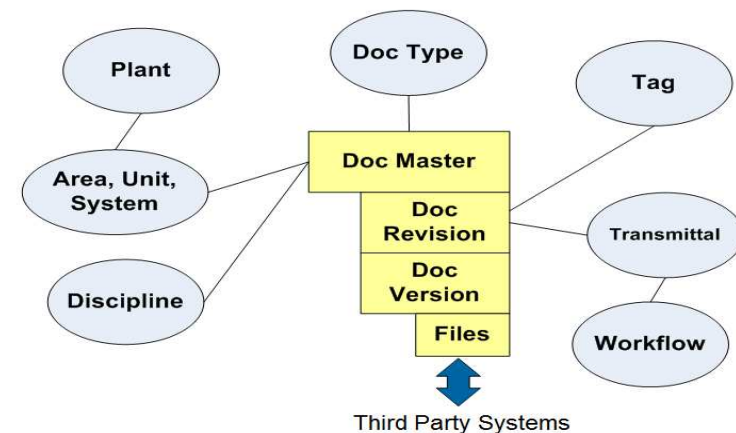 Doc Type
Plant
Tag
Doc Master
Area, Unit,
System
Doc
Revision
Transmittal
Doc
Version
Discipline
Files
Workflow
Third Party Systems